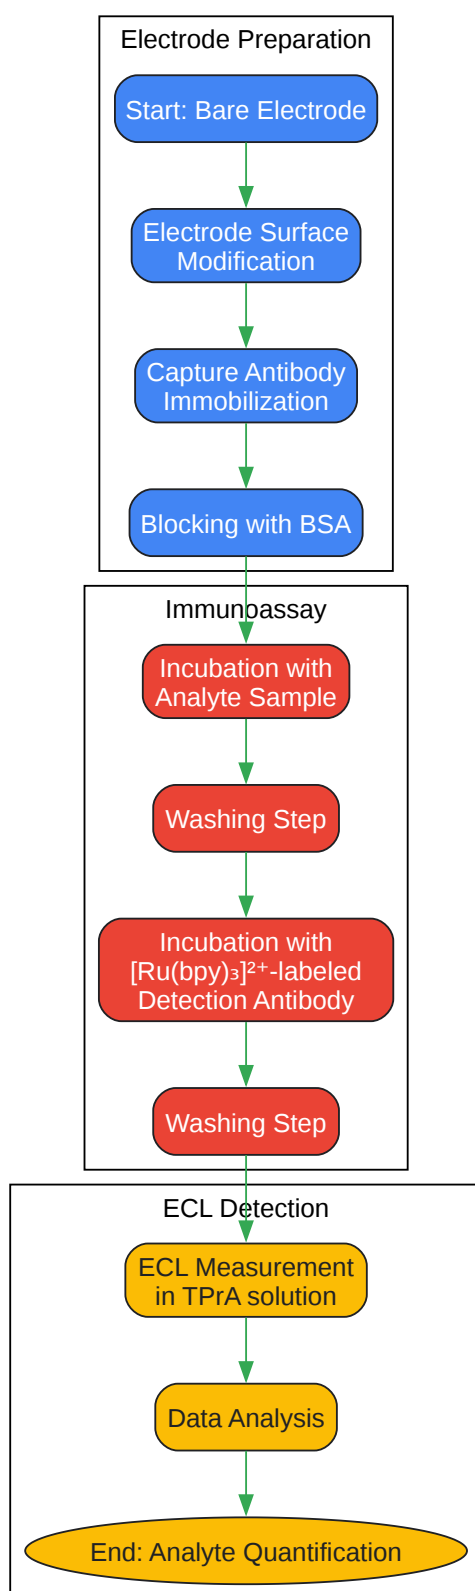 Electrode Preparation
Start: Bare Electrode
Electrode Surface
Modification
Capture Antibody
Immobilization
Blocking with BSA
Immunoassay
Incubation with
Analyte Sample
Washing Step
Incubation with
[Ru(bpy)₃]²⁺-labeled
Detection Antibody
Washing Step
ECL Detection
ECL Measurement
in TPrA solution
Data Analysis
End: Analyte Quantification